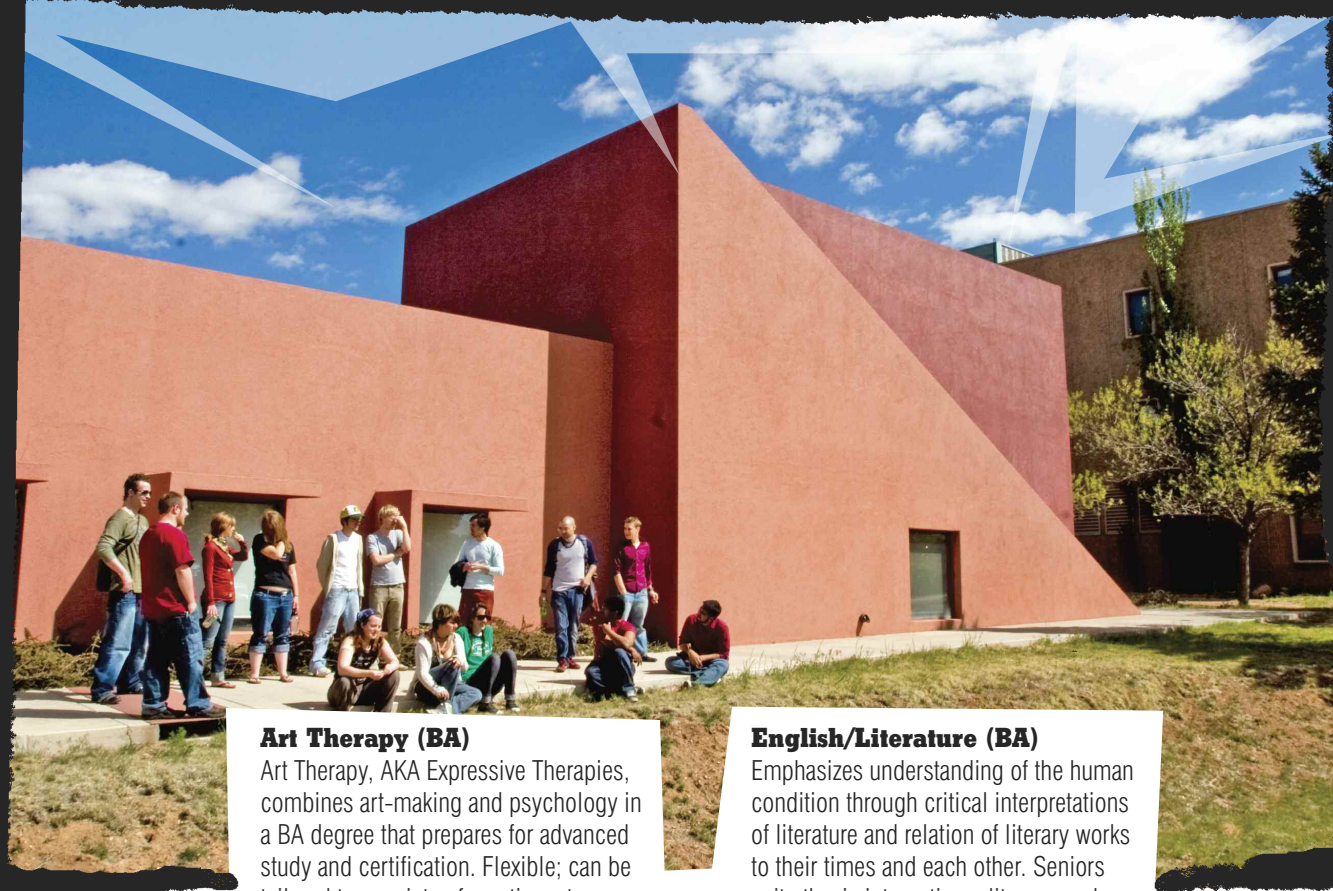 Art Therapy (BA)
Art Therapy, AKA Expressive Therapies,
combines art-making and psychology in
a BA degree that prepares for advanced
study and certification. Flexible; can be
English/Literature (BA)
Emphasizes understanding of the human
condition through critical interpretations
of literature and relation of literary works
to their times and each other. Seniors